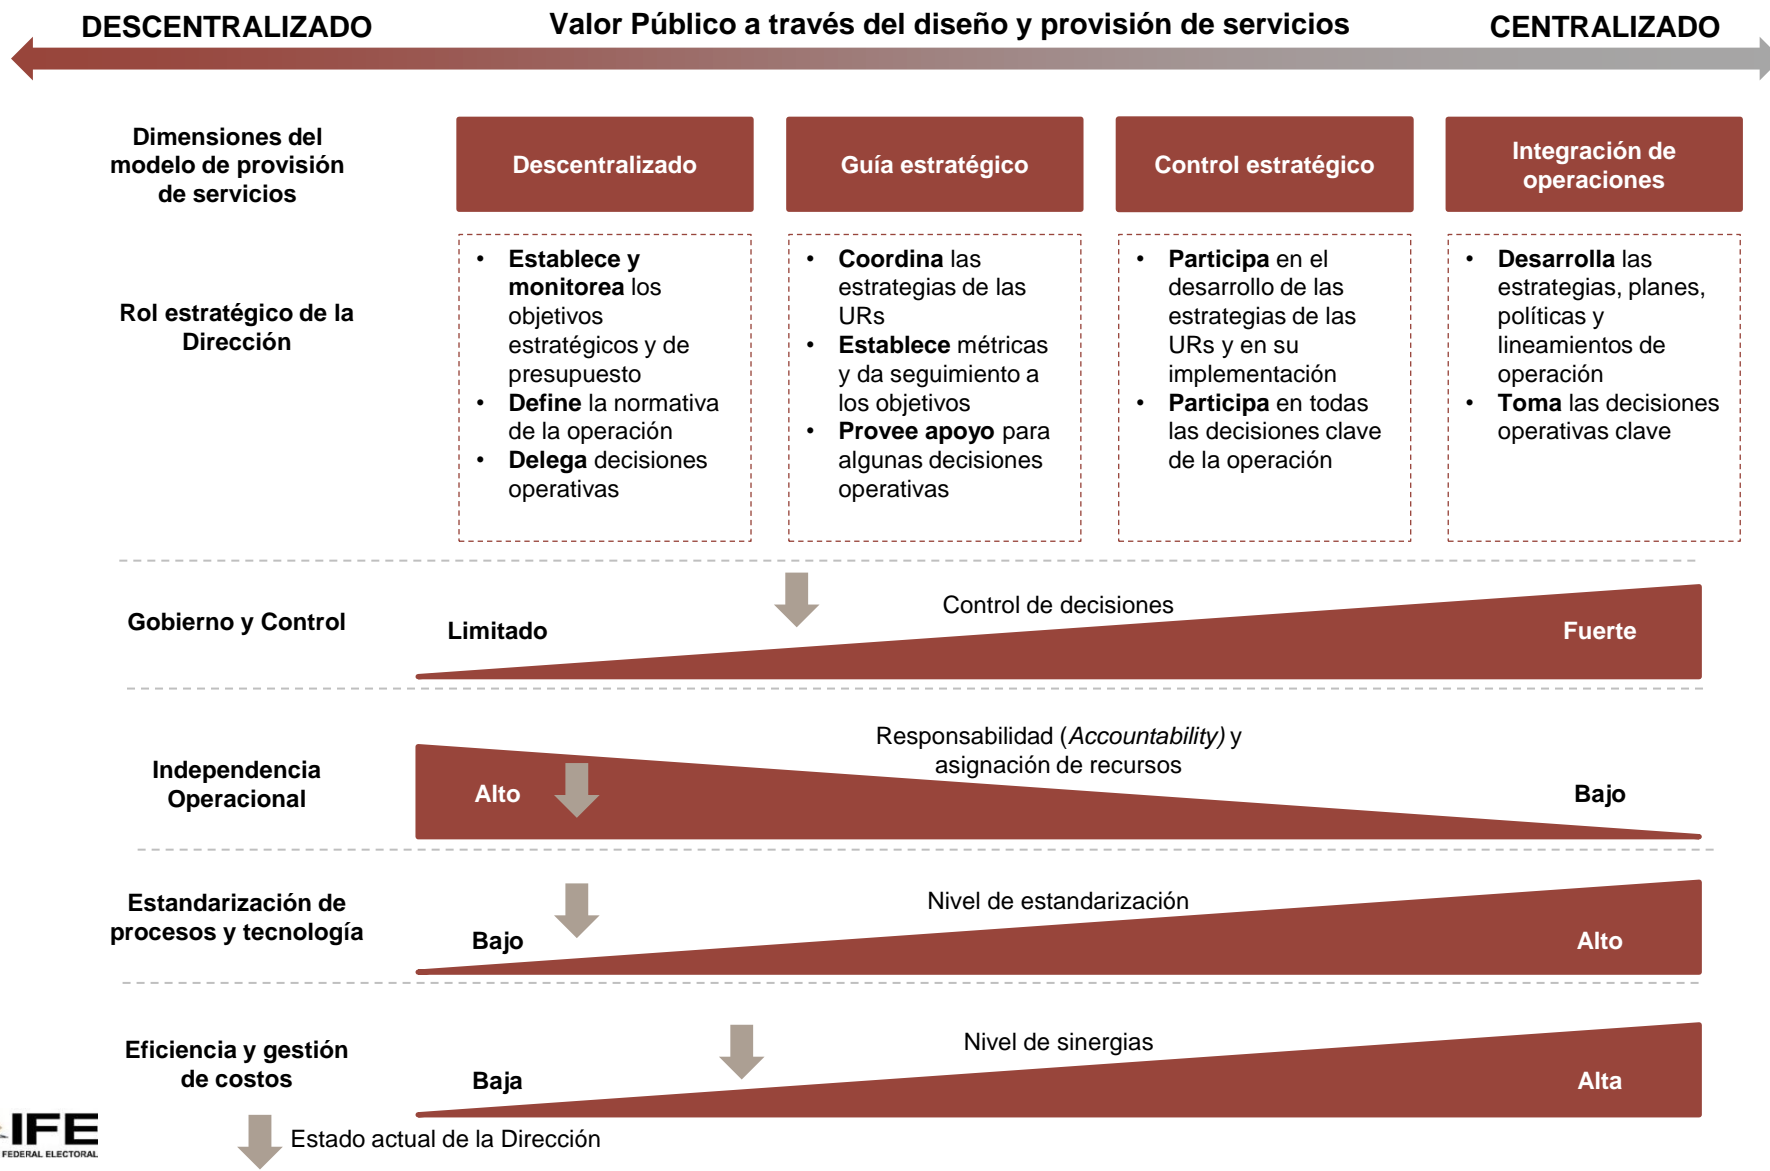 DESCENTRALIZADO
Valor Público a través del diseño y provisión de servicios
CENTRALIZADO
Dimensiones del
modelo de provisión
de servicios
Descentralizado
Guía estratégico
Control estratégico
Integración de
operaciones
Rol estratégico de la
Dirección
• Establece y
monitorea los
objetivos
estratégicos y de
presupuesto
• Define la normativa
de la operación
• Delega decisiones
operativas
• Coordina las
estrategias de las
URs
• Establece métricas
y da seguimiento a
los objetivos
• Provee apoyo para
algunas decisiones
operativas
• Participa en el
desarrollo de las
estrategias de las
URs y en su
implementación
• Participa en todas
las decisiones clave
de la operación
• Desarrolla las
estrategias, planes,
políticas y
lineamientos de
operación
• Toma las decisiones
operativas clave
Gobierno y Control
Limitado
Control de decisiones
Fuerte
Independencia
Operacional
Alto
Responsabilidad (Accountability) y
asignación de recursos
Bajo
Estandarización de
procesos y tecnología
Bajo
Nivel de estandarización
Alto
Eficiencia y gestión
de costos
Baja
Nivel de sinergias
Alta
IFE
FEDERAL ELECTORAL
Estado actual de la Dirección